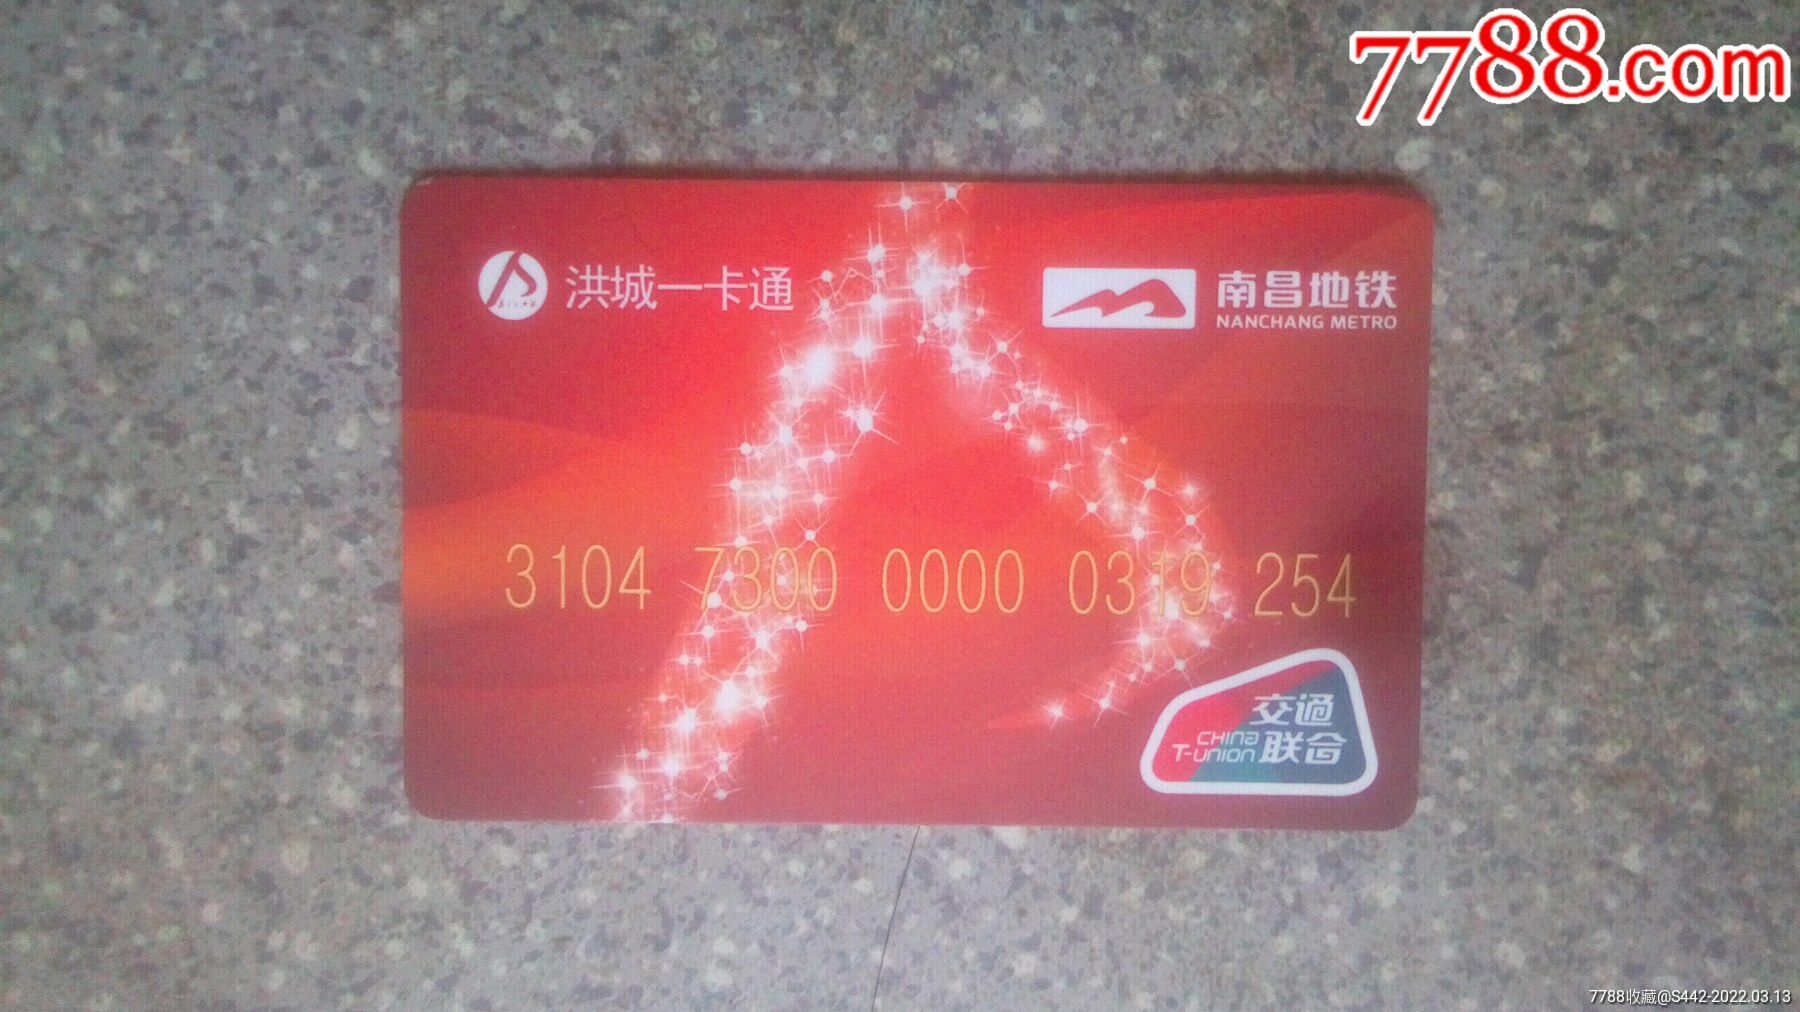 7788.com
洪城一卡通
南昌地铁
NANCHANG METRO
3104 7300 0000 0319 254
交通
CHINA
T-UNION
联合
7788收藏@S442-2022.03.13